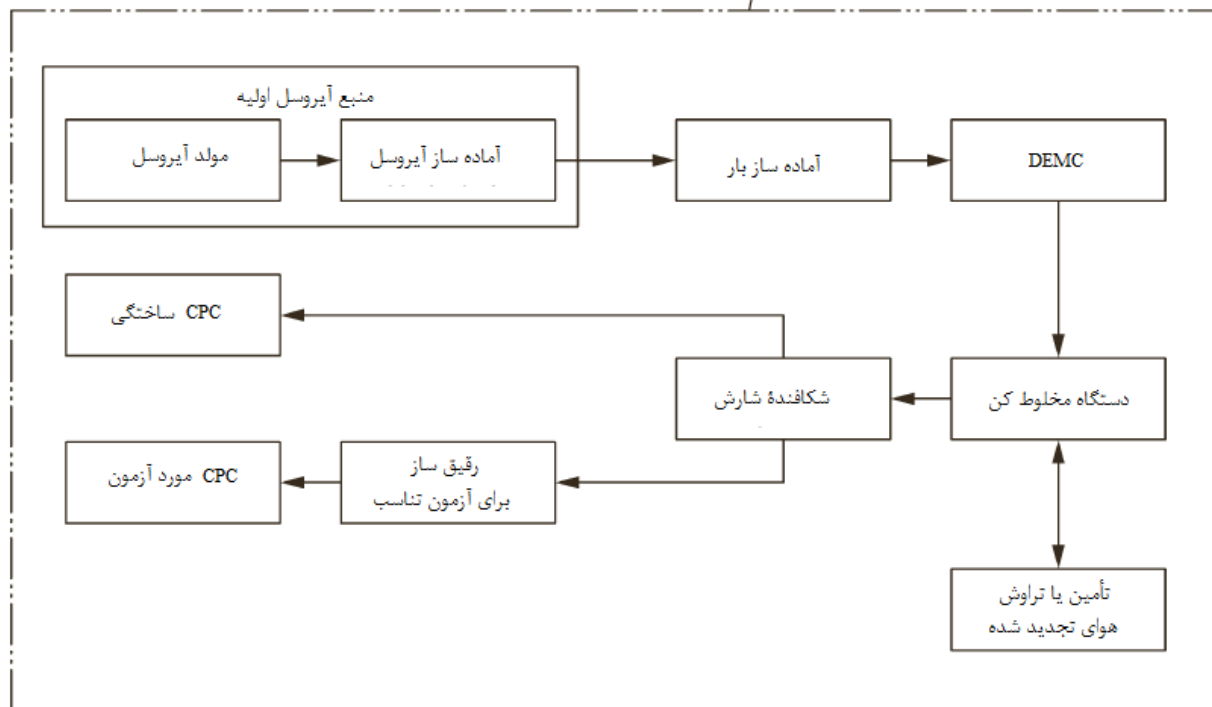 منبع آیروسل اولیه
مولد آیروسل
آماده ساز آیروسل
آماده ساز بار
DEMC
CPC ساختگی
شکافندۀ شارش
دستگاه مخلوط کن
CPC مورد آزمون
رقیق ساز
برای آزمون تناسب
تأمین یا تراوش
هوای تجدید شده